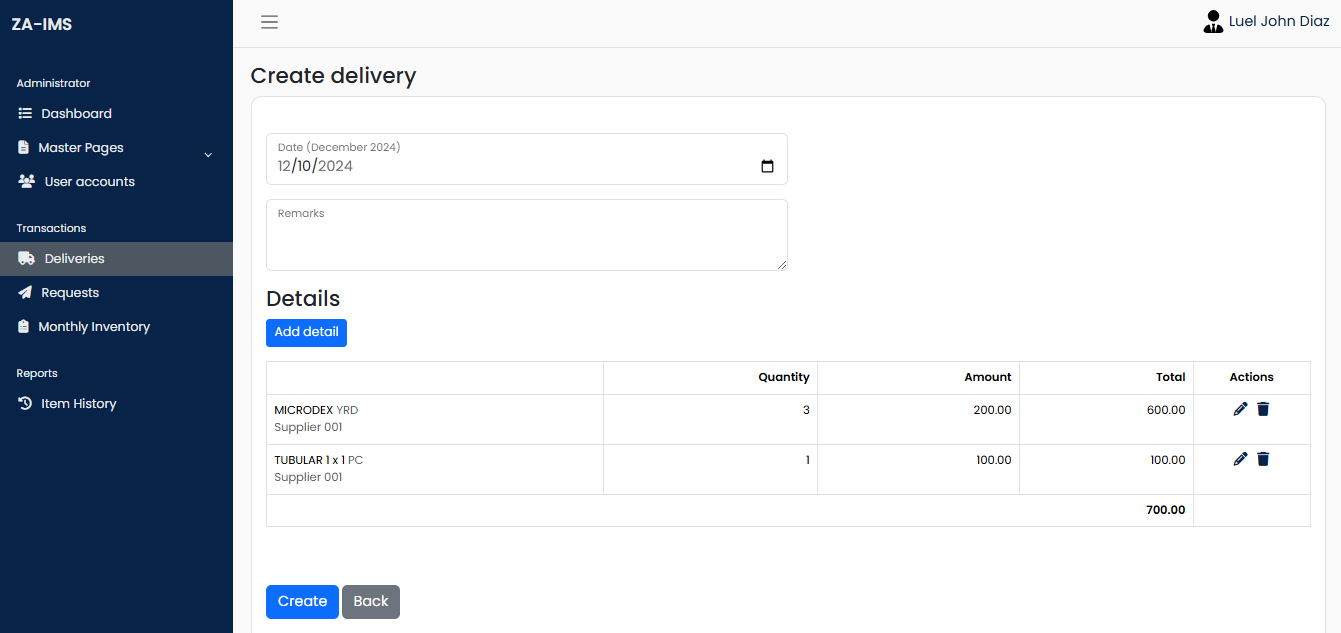 ZA-IMS
Luel John Diaz
Administrator
Dashboard
Master Pages
User accounts
Transactions
Deliveries
Requests
Monthly Inventory
Reports
Item History
Create delivery
Date (December 2024)
12/10/2024
Remarks
Details
Add detail
Quantity Amount Total Actions
MICRODEX YRD 3 200.00 600.00
Supplier 001
TUBULAR 1 x 1 PC 1 100.00 100.00
Supplier 001
700.00
Create Back